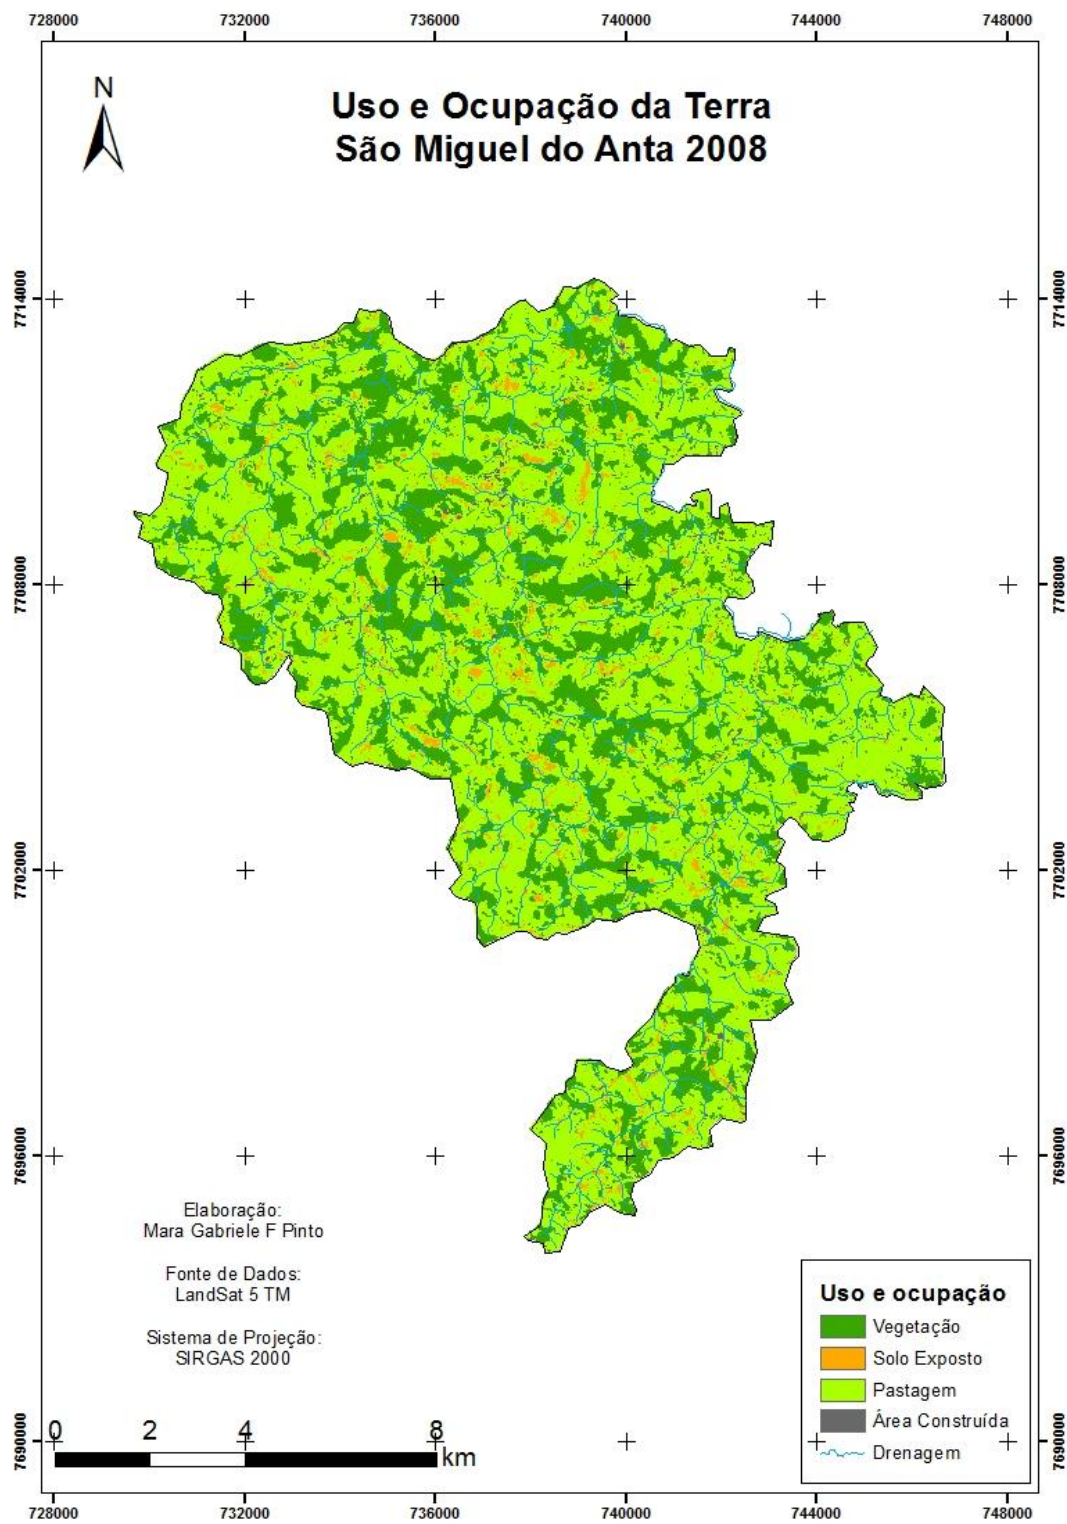 728000 732000 736000 740000 744000 748000
N
Uso e Ocupação da Terra
São Miguel do Anta 2008
7714000 7714000
7708000 7708000
7702000 7702000
7696000 7696000
Elaboração:
Mara Gabriele F Pinto
Fonte de Dados:
LandSat 5 TM
Sistema de Projeção:
SIRGAS 2000
Uso e ocupação
Vegetação
Solo Exposto
Pastagem
Área Construída
Drenagem
0 2 4 8
km
7690000 7690000
728000 732000 736000 740000 744000 748000